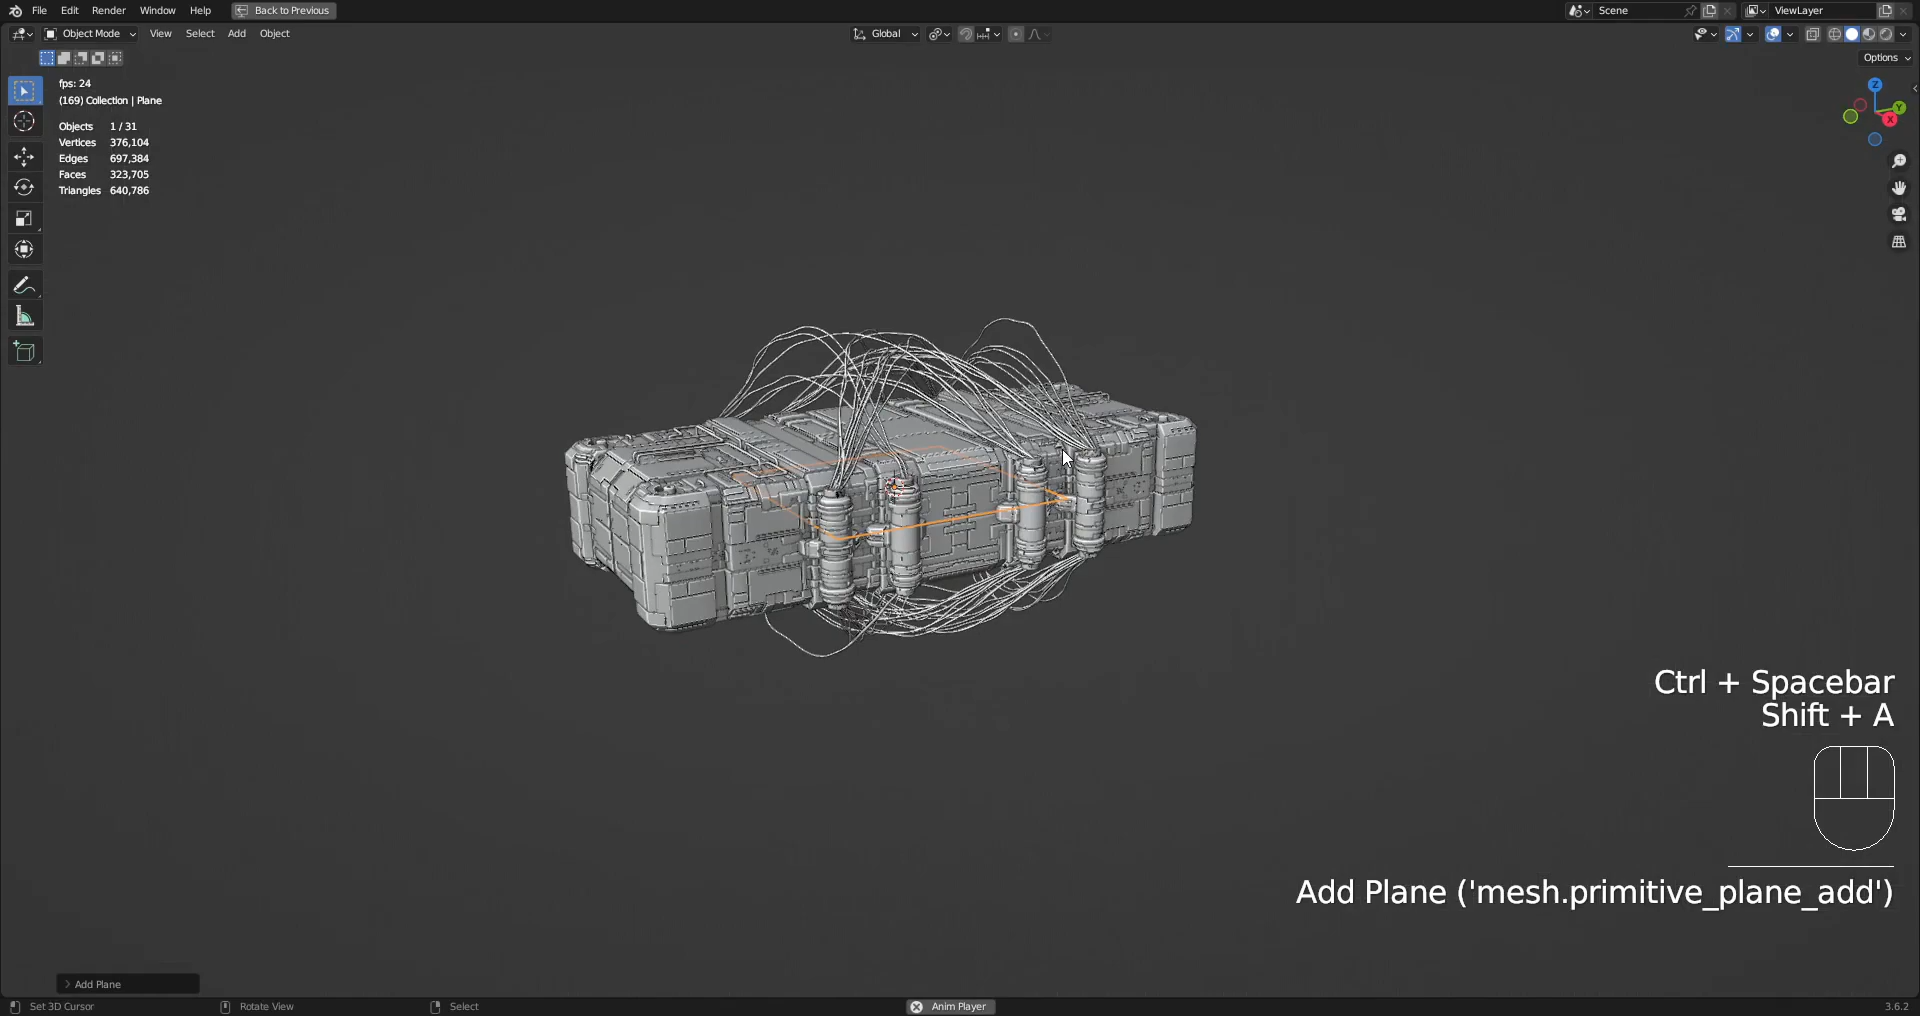 File Edit Render Window Help Back to Previous Scene ViewLayer
Object Mode View Select Add Object Global
Options
fps: 24
(169) Collection | Plane
Objects 1 / 31
Vertices 376,104
Edges 697,384
Faces 323,705
Triangles 640,786
Z
Y
X
Ctrl + Spacebar
Shift + A
Add Plane ('mesh.primitive_plane_add')
Add Plane
Set 3D Cursor Rotate View Select Anim Player 3.6.2